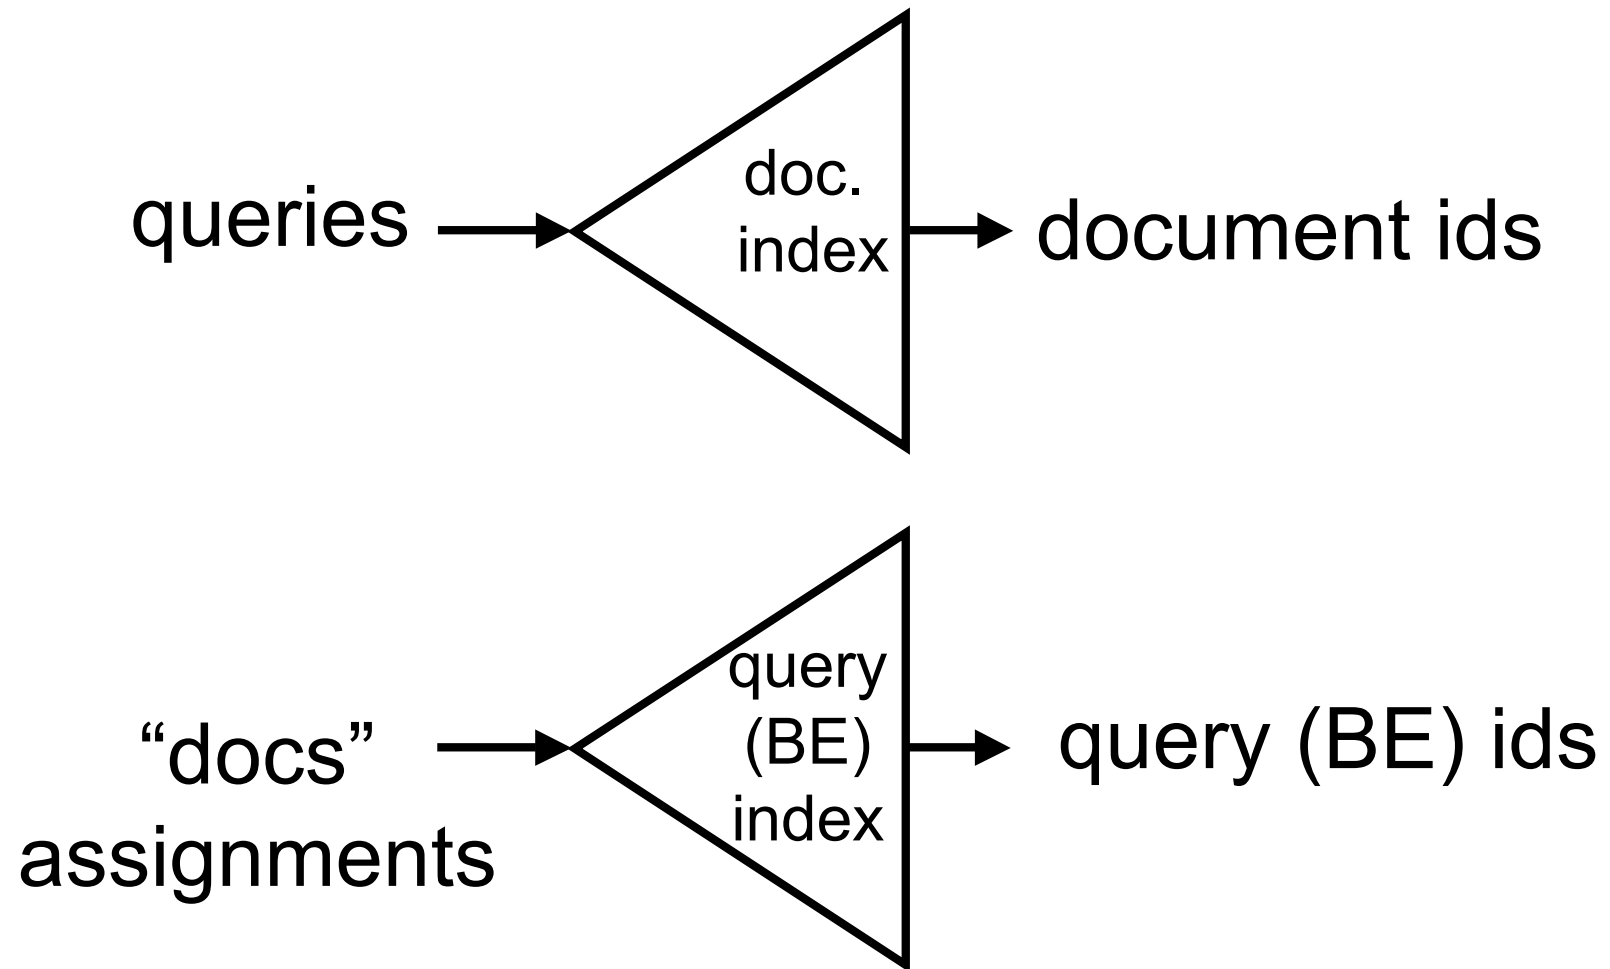 queries
doc.
index
document ids
“docs”
assignments
query
(BE)
index
query (BE) ids